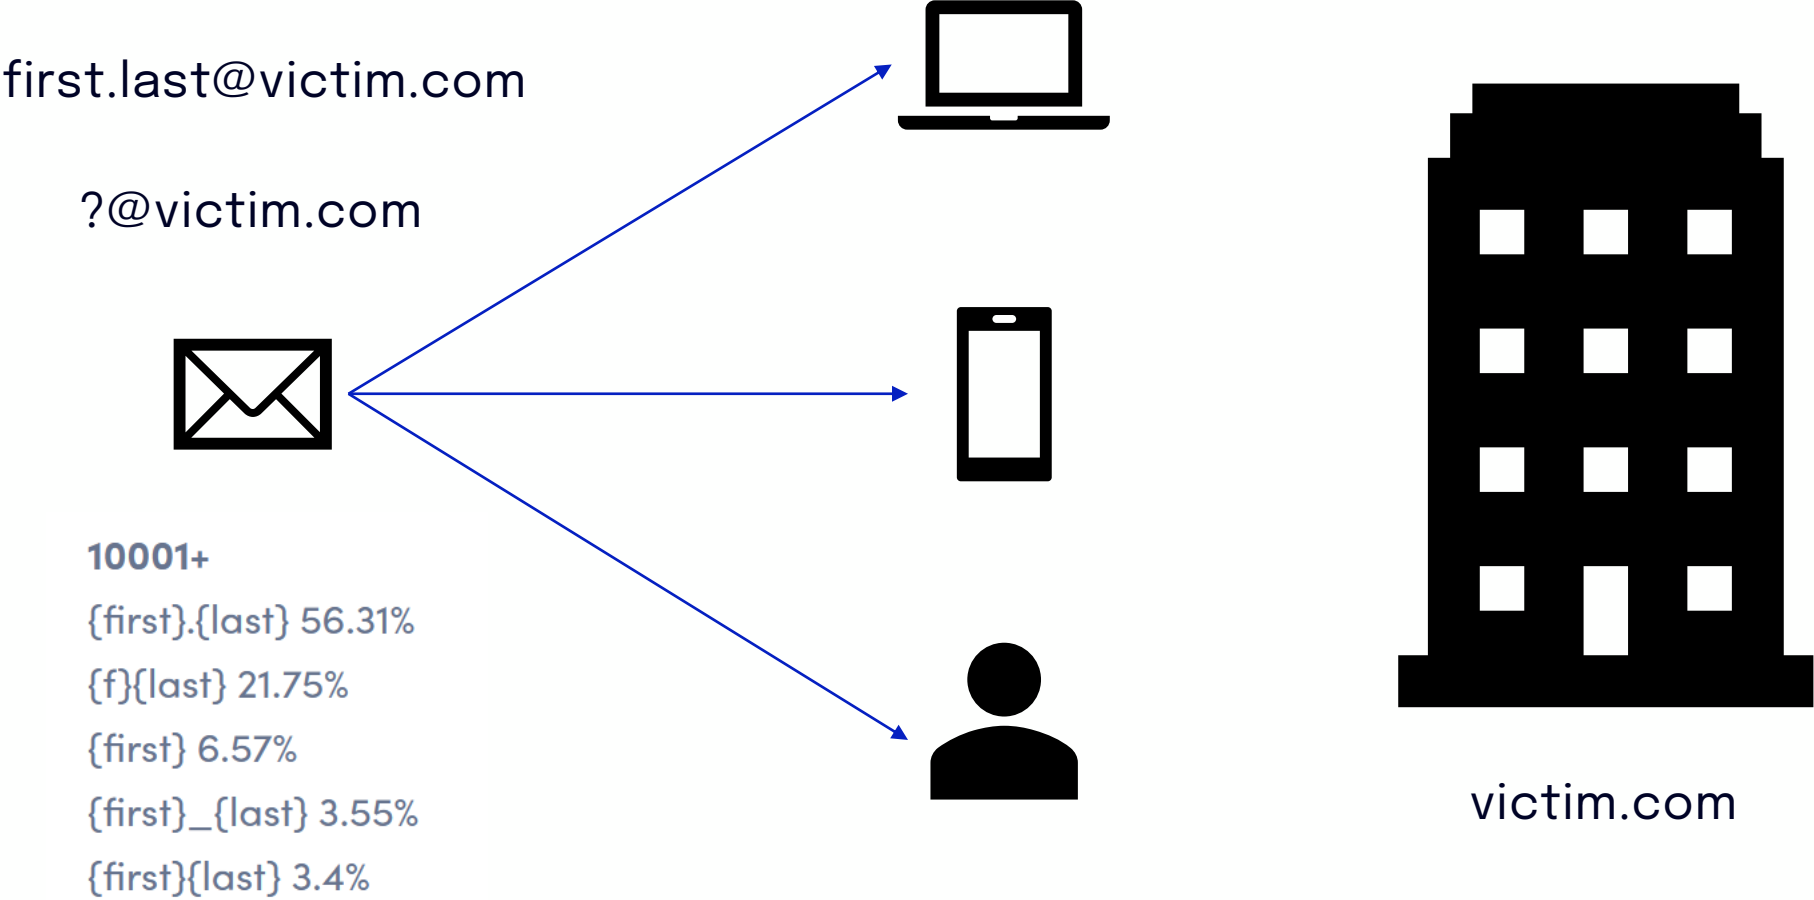 first.last@victim.com
?@victim.com
10001+
{first}.{last} 56.31%
{f}{last} 21.75%
{first} 6.57%
{first}_{last} 3.55%
{first}{last} 3.4%
victim.com